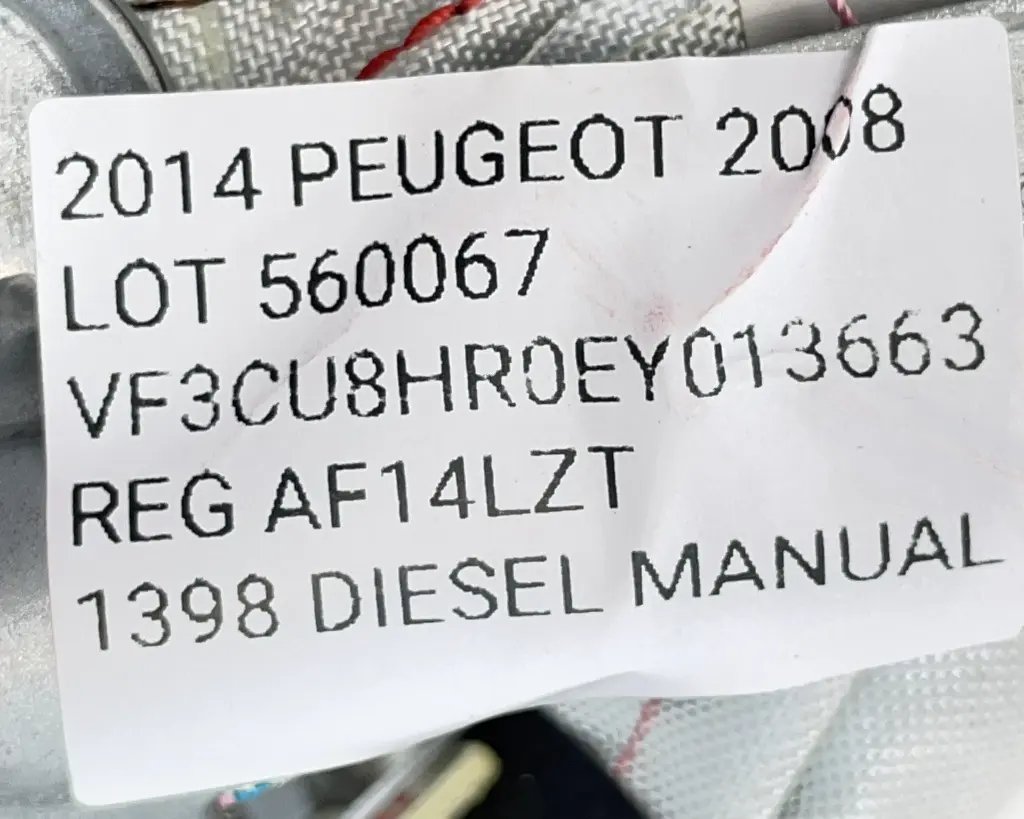 2014 PEUGEOT 2008
LOT 560067
VF3CU8HR0EY013663
REG AF14LZT
1398 DIESEL MANUAL